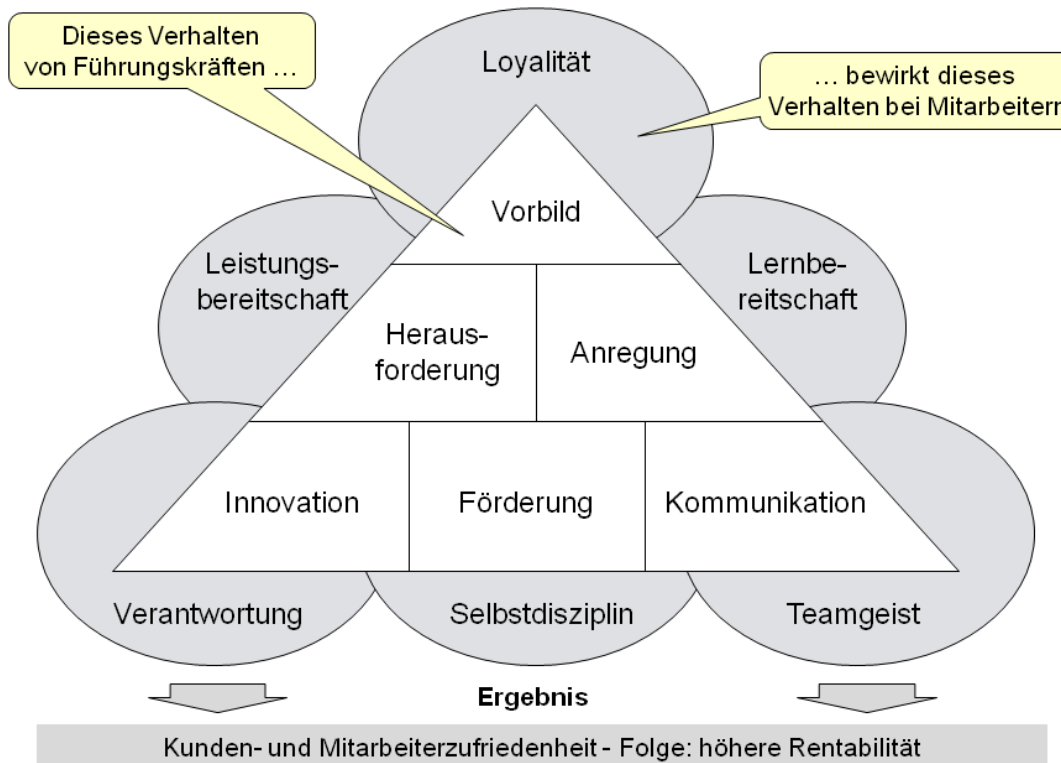 Dieses Verhalten
von Führungskräften …
Loyalität
… bewirkt dieses
Verhalten bei Mitarbeitern
Vorbild
Leistungs-
bereitschaft
Lernbe-
reitschaft
Heraus-
forderung
Anregung
Innovation
Förderung
Kommunikation
Verantwortung
Selbstdisziplin
Teamgeist
Ergebnis
Kunden- und Mitarbeiterzufriedenheit - Folge: höhere Rentabilität